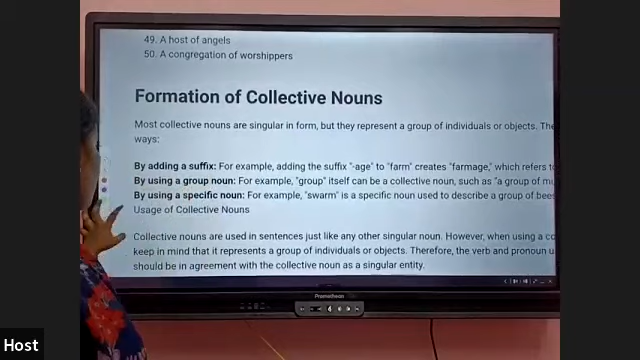 49. A host of angels
50. A congregation of worshippers
Formation of Collective Nouns
Most collective nouns are singular in form, but they represent a group of individuals or objects. The
ways:
By adding a suffix: For example, adding the suffix "-age" to "farm" creates "farmage," which refers to
By using a group noun: For example, "group" itself can be a collective noun, such as "a group of
By using a specific noun: For example, "swarm" is a specific noun used to describe a group of bees
Usage of Collective Nouns
Collective nouns are used in sentences just like any other singular noun. However, when using a
keep in mind that it represents a group of individuals or objects. Therefore, the verb and pronoun
should be in agreement with the collective noun as a singular entity.
Promethean
Host